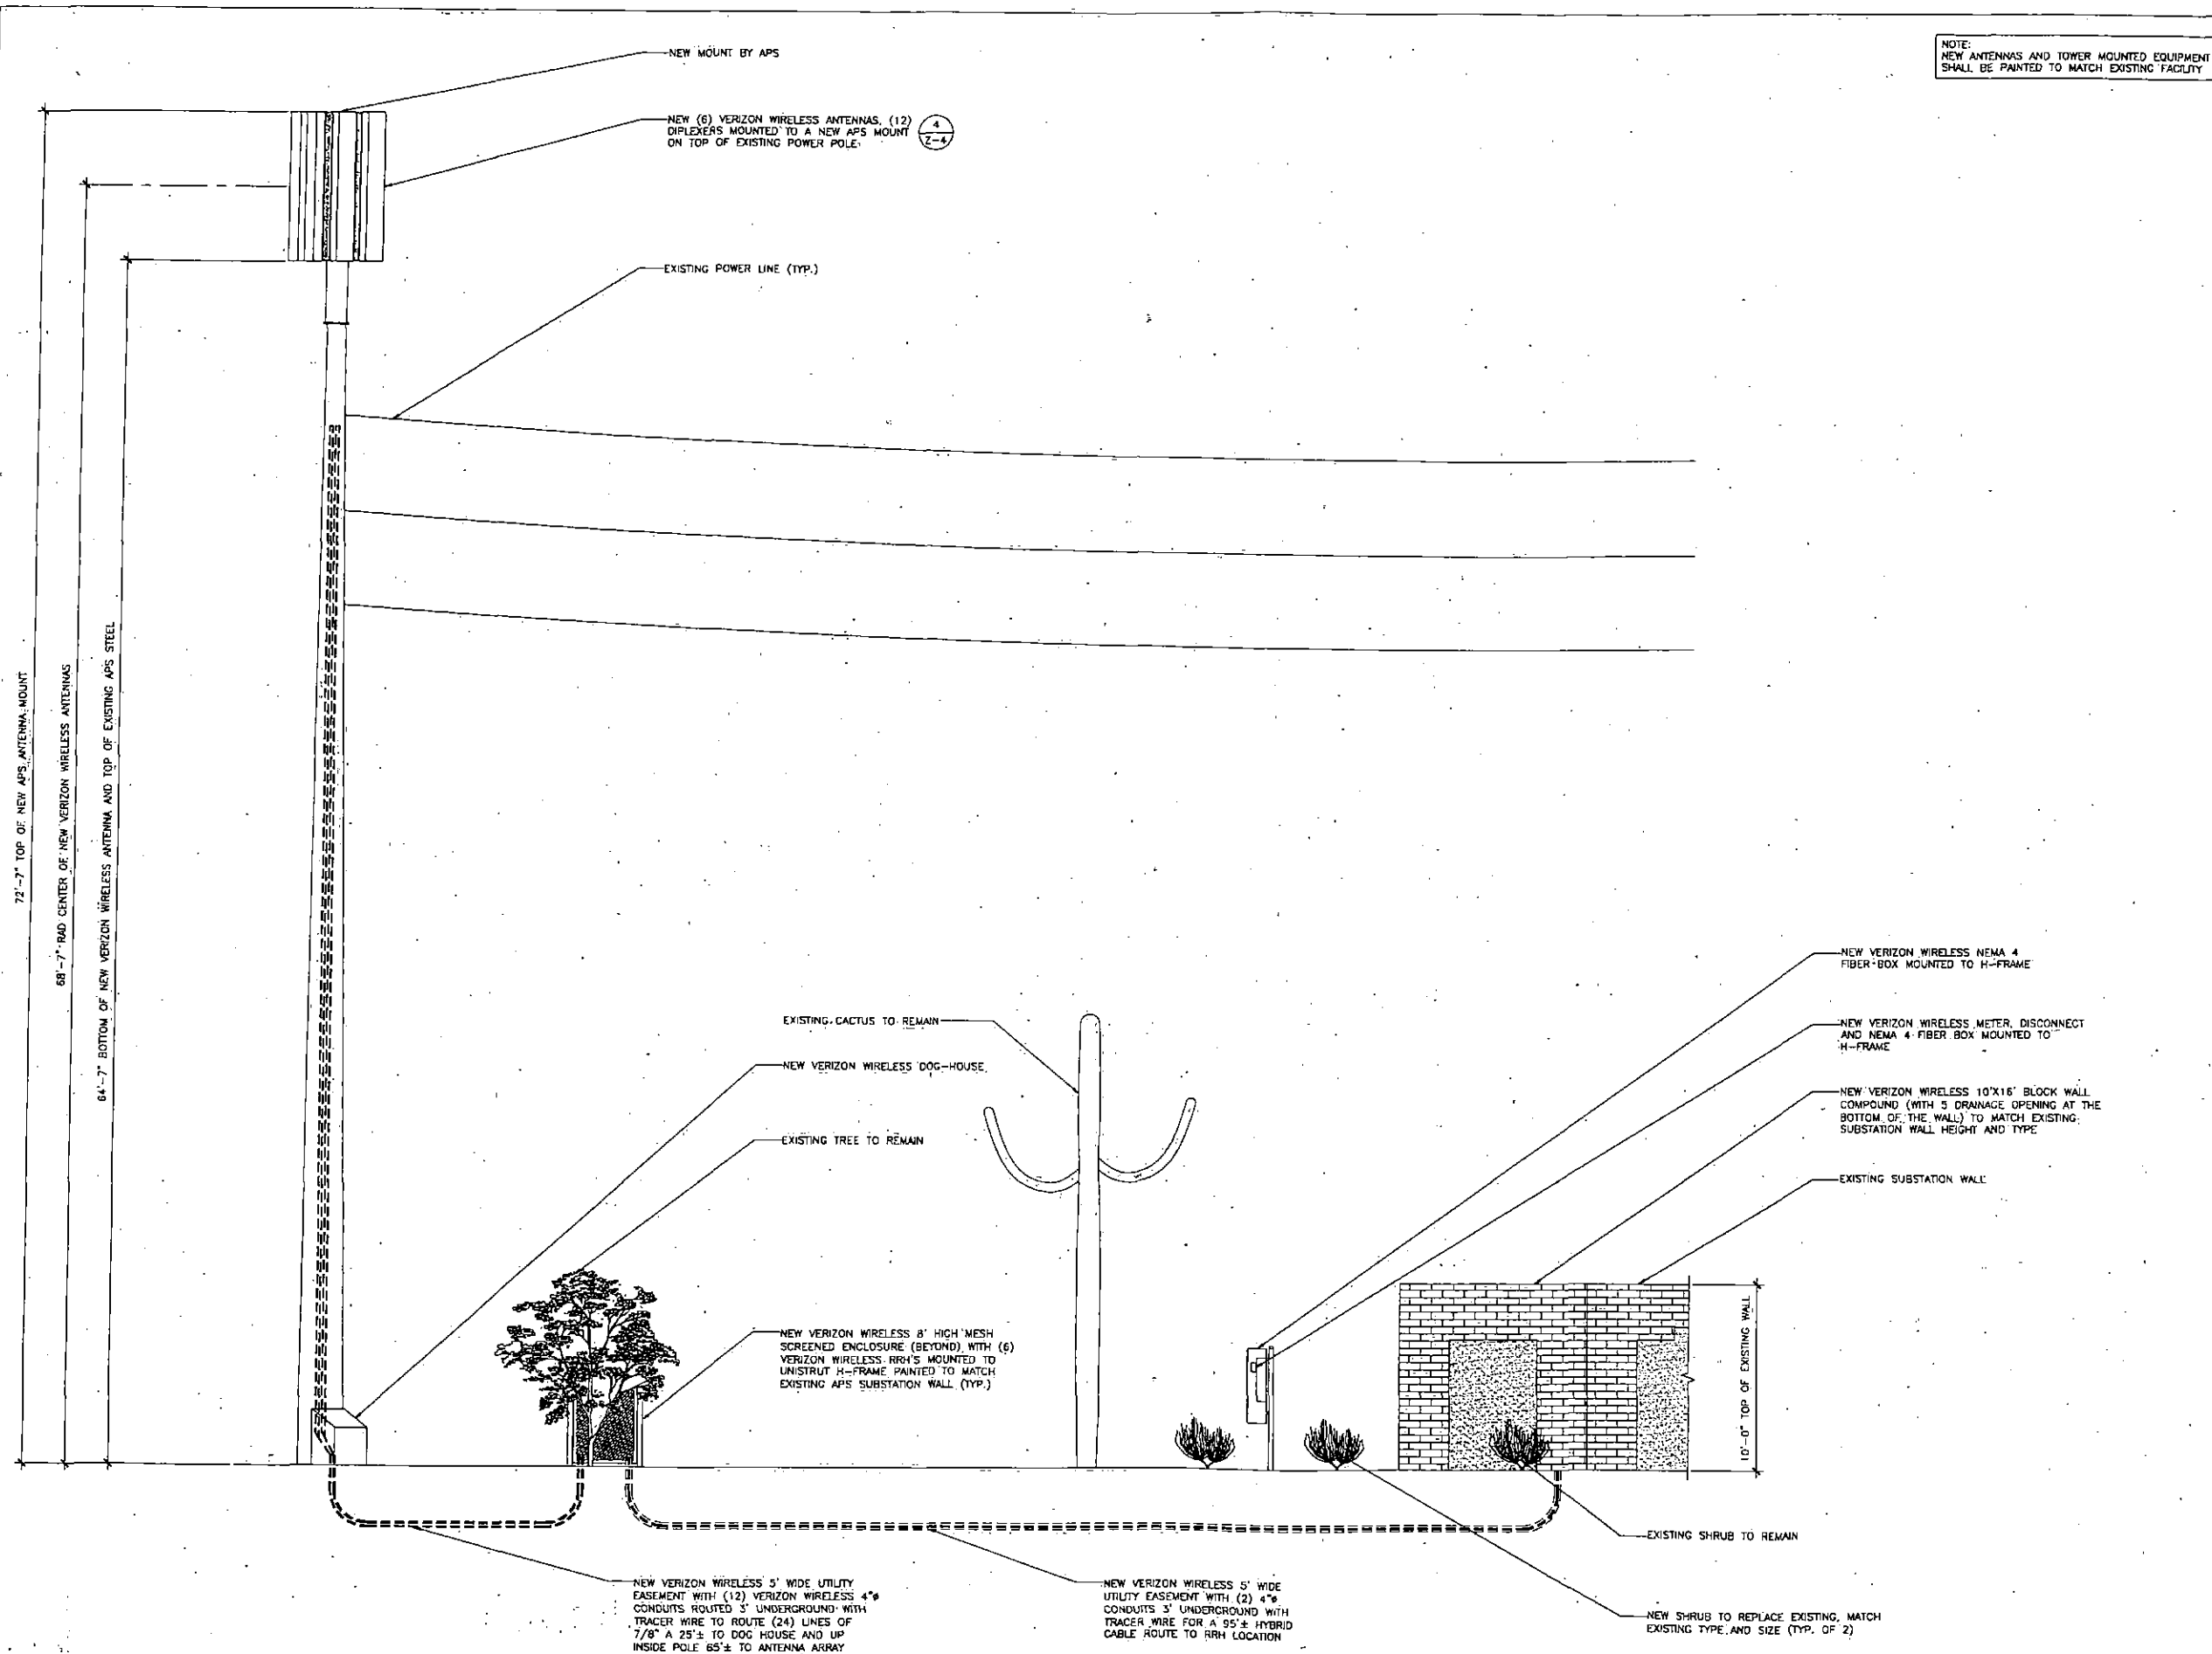 NOTE:
NEW ANTENNAS AND TOWER MOUNTED EQUIPMENT
SHALL BE PAINTED TO MATCH EXISTING FACILITY
NEW MOUNT BY APS
NEW (6) VERIZON WIRELESS ANTENNAS, (12)
DIPLEXERS MOUNTED TO A NEW APS MOUNT
ON TOP OF EXISTING POWER POLE
4
Z-4
EXISTING POWER LINE (TYP.)
72'-7" TOP OF NEW APS ANTENNA MOUNT
68'-7" RAD CENTER OF NEW VERIZON WIRELESS ANTENNAS
64'-7" BOTTOM OF NEW VERIZON WIRELESS ANTENNA AND TOP OF EXISTING APS STEEL
EXISTING CACTUS TO REMAIN
NEW VERIZON WIRELESS DOG-HOUSE
EXISTING TREE TO REMAIN
NEW VERIZON WIRELESS 8' HIGH MESH
SCREENED ENCLOSURE (BEYOND) WITH (6)
VERIZON WIRELESS RRH'S MOUNTED TO
UNISTRUT H-FRAME PAINTED TO MATCH
EXISTING APS SUBSTATION WALL (TYP.)
NEW VERIZON WIRELESS NEMA 4
FIBER BOX MOUNTED TO H-FRAME
NEW VERIZON WIRELESS METER, DISCONNECT
AND NEMA 4 FIBER BOX MOUNTED TO
H-FRAME
NEW VERIZON WIRELESS 10'X16' BLOCK WALL
COMPOUND (WITH 5 DRAINAGE OPENING AT THE
BOTTOM OF THE WALL) TO MATCH EXISTING
SUBSTATION WALL HEIGHT AND TYPE
EXISTING SUBSTATION WALL
10'-0" TOP OF EXISTING WALL
EXISTING SHRUB TO REMAIN
NEW SHRUB TO REPLACE EXISTING, MATCH
EXISTING TYPE AND SIZE (TYP. OF 2)
NEW VERIZON WIRELESS 5' WIDE UTILITY
EASEMENT WITH (12) VERIZON WIRELESS 4"ø
CONDUITS ROUTED 3' UNDERGROUND WITH
TRACER WIRE TO ROUTE (24) LINES OF
7/8" A 25'± TO DOG HOUSE AND UP
INSIDE POLE 65'± TO ANTENNA ARRAY
NEW VERIZON WIRELESS 5' WIDE
UTILITY EASEMENT WITH (2) 4"ø
CONDUITS 3' UNDERGROUND WITH
TRACER WIRE FOR A 95'± HYBRID
CABLE ROUTE TO RRH LOCATION